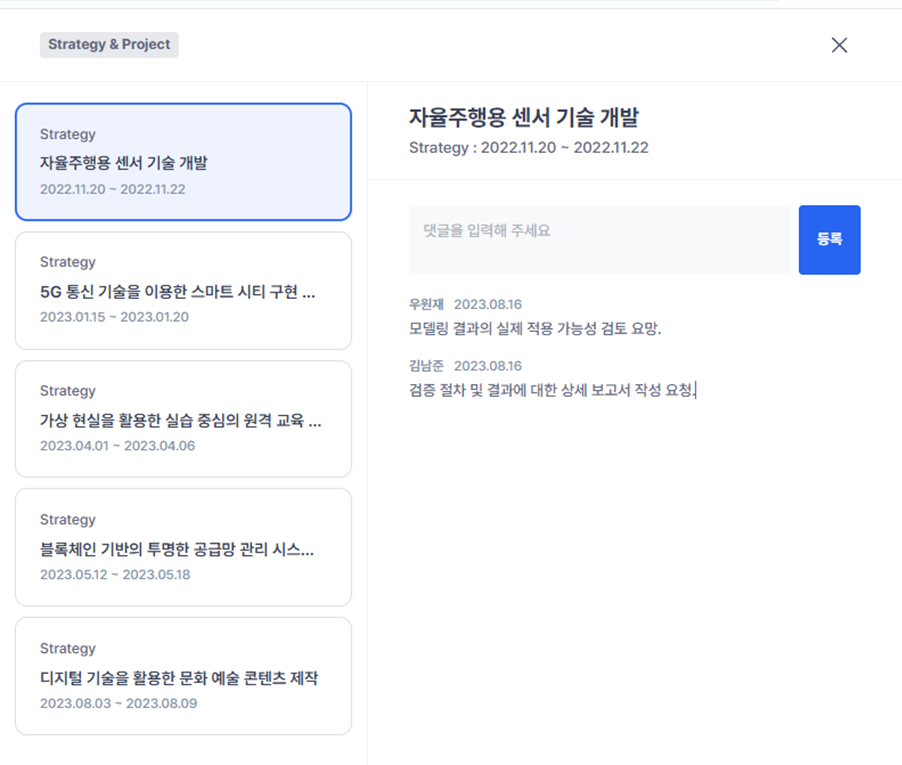 Strategy & Project
Strategy
자율주행용 센서 기술 개발
2022.11.20 ~ 2022.11.22
Strategy
5G 통신 기술을 이용한 스마트 시티 구현 ...
2023.01.15 ~ 2023.01.20
Strategy
가상 현실을 활용한 실습 중심의 원격 교육 ...
2023.04.01 ~ 2023.04.06
Strategy
블록체인 기반의 투명한 공급망 관리 시스...
2023.05.12 ~ 2023.05.18
Strategy
디지털 기술을 활용한 문화 예술 콘텐츠 제작
2023.08.03 ~ 2023.08.09
자율주행용 센서 기술 개발
Strategy : 2022.11.20 ~ 2022.11.22
댓글을 입력해 주세요
등록
우원재 2023.08.16
모델링 결과의 실제 적용 가능성 검토 요망.
김남준 2023.08.16
검증 절차 및 결과에 대한 상세 보고서 작성 요청.